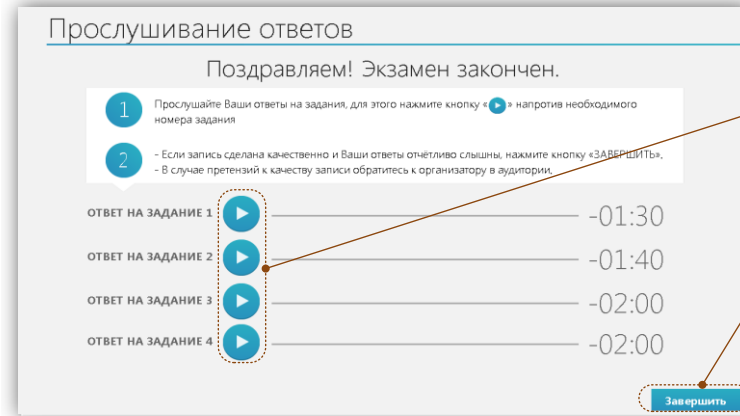 Прослушивание ответов
Поздравляем! Экзамен закончен.
1
Прослушайте Ваши ответы на задания, для этого нажмите кнопку « » напротив необходимого
номера задания
2
- Если запись сделана качественно и Ваши ответы отчётливо слышны, нажмите кнопку «ЗАВЕРШИТЬ».
- В случае претензий к качеству записи обратитесь к организатору в аудитории.
ОТВЕТ НА ЗАДАНИЕ 1 -01:30
ОТВЕТ НА ЗАДАНИЕ 2 -01:40
ОТВЕТ НА ЗАДАНИЕ 3 -02:00
ОТВЕТ НА ЗАДАНИЕ 4 -02:00
Завершить